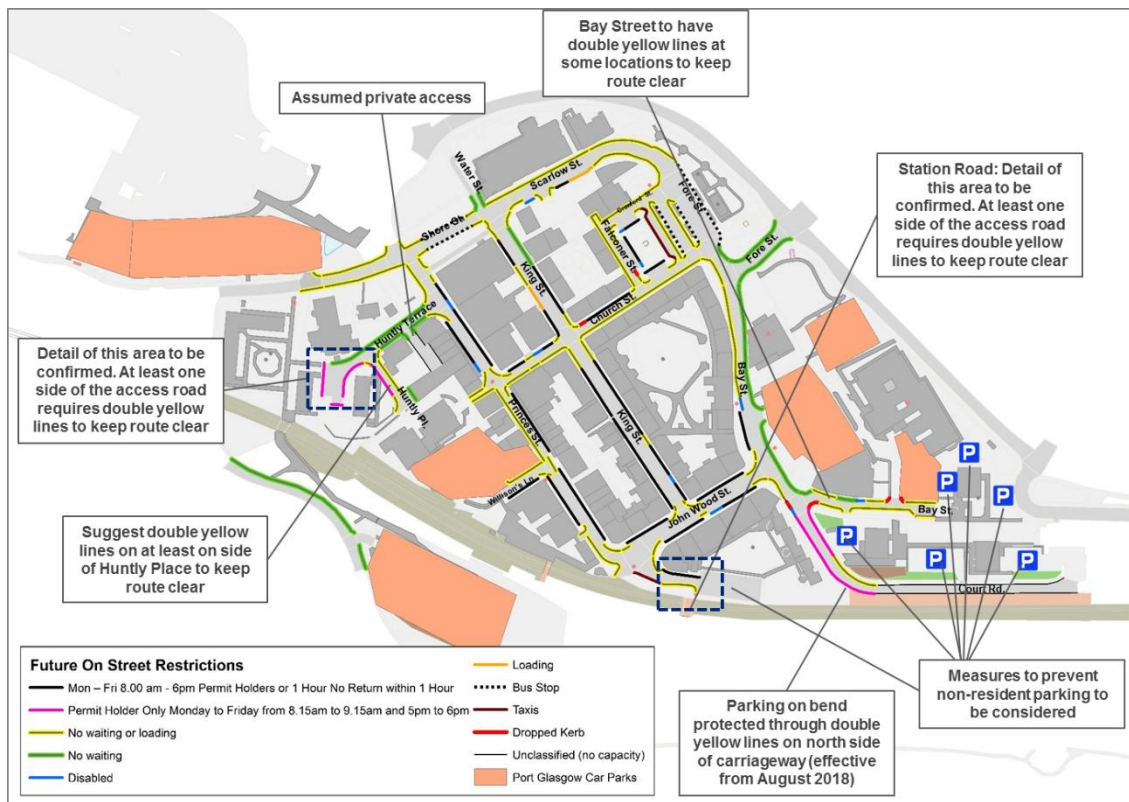 Bay Street to have
double yellow lines at
some locations to keep
route clear
Assumed private access
Station Road: Detail of
this area to be
confirmed. At least one
side of the access road
requires double yellow
lines to keep route clear
Water St.
Scarlow St.
Shore St.
Fore St.
Falconer St.
Fore St.
King St.
Church St.
Huntly Terrace
Detail of this area to be
confirmed. At least one
side of the access road
requires double yellow
lines to keep route clear
Huntly Pl.
Princes St.
King St.
Bay St.
P
P
P
Willison's Ln
John Wood St.
Bay St.
P
P
P
Court Rd.
Suggest double yellow
lines on at least on side
of Huntly Place to keep
route clear
Measures to prevent
non-resident parking to
be considered
Parking on bend
protected through double
yellow lines on north side
of carriageway (effective
from August 2018)
Future On Street Restrictions
Mon – Fri 8.00 am - 6pm Permit Holders or 1 Hour No Return within 1 Hour
Permit Holder Only Monday to Friday from 8.15am to 9.15am and 5pm to 6pm
No waiting or loading
No waiting
Disabled
Loading
Bus Stop
Taxis
Dropped Kerb
Unclassified (no capacity)
Port Glasgow Car Parks